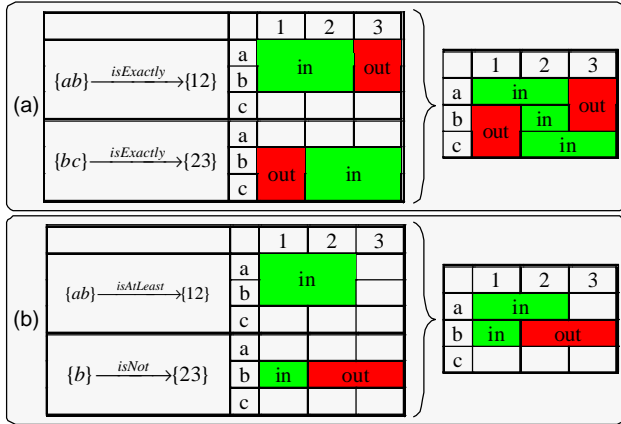 1 2 3
a
{ab} isExactly {12} in out
b
(a) c
1 2 3
a in out
b out in
c in
a
{bc} isExactly {23} b
out in
c
(b)
1 2 3
a
{ab} isAtLeast {12} in
b
c
1 2 3
a in
b in out
c
a
{b} isNot {23} b in out
c